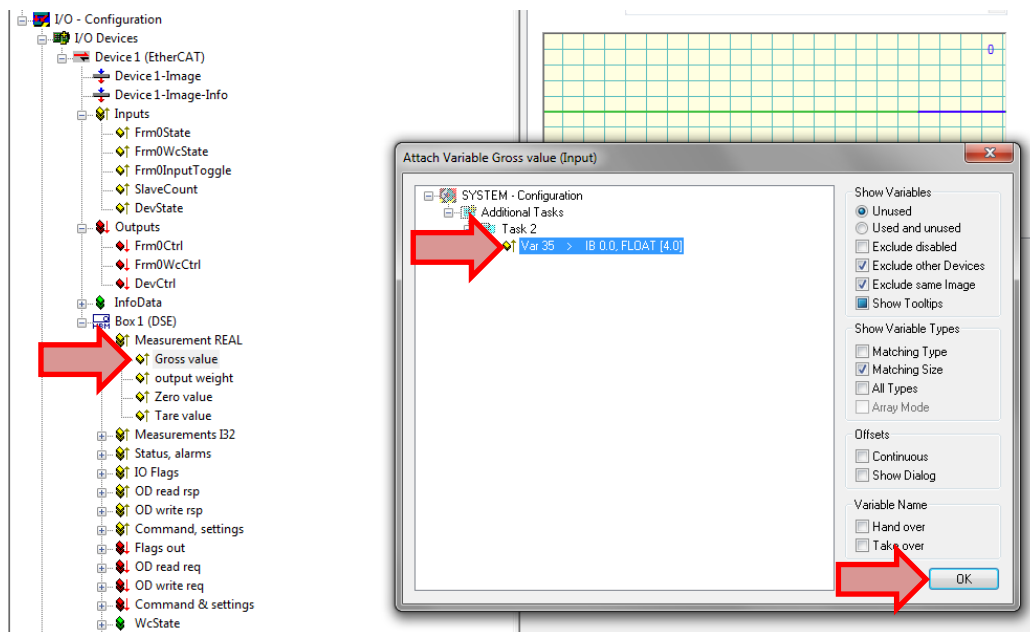 I/O - Configuration
I/O Devices
Device 1 (EtherCAT)
Device 1-Image
Device 1-Image-Info
Inputs
Frm0State
Frm0WcState
Frm0InputToggle
SlaveCount
DevState
Outputs
Frm0Ctrl
Frm0WcCtrl
DevCtrl
InfoData
Box 1 (DSE)
Measurement REAL
Gross value
output weight
Zero value
Tare value
Measurements I32
Status, alarms
IO Flags
OD read rsp
OD write rsp
Command, settings
Flags out
OD read req
OD write req
Command & settings
WcState
0
Attach Variable Gross value (Input)
SYSTEM - Configuration
Additional Tasks
Task 2
Var 35 > IB 0.0, FLOAT [4.0]
Show Variables
Unused
Used and unused
Exclude disabled
Exclude other Devices
Exclude same Image
Show Tooltips
Show Variable Types
Matching Type
Matching Size
All Types
Array Mode
Offsets
Continuous
Show Dialog
Variable Name
Hand over
Take over
OK